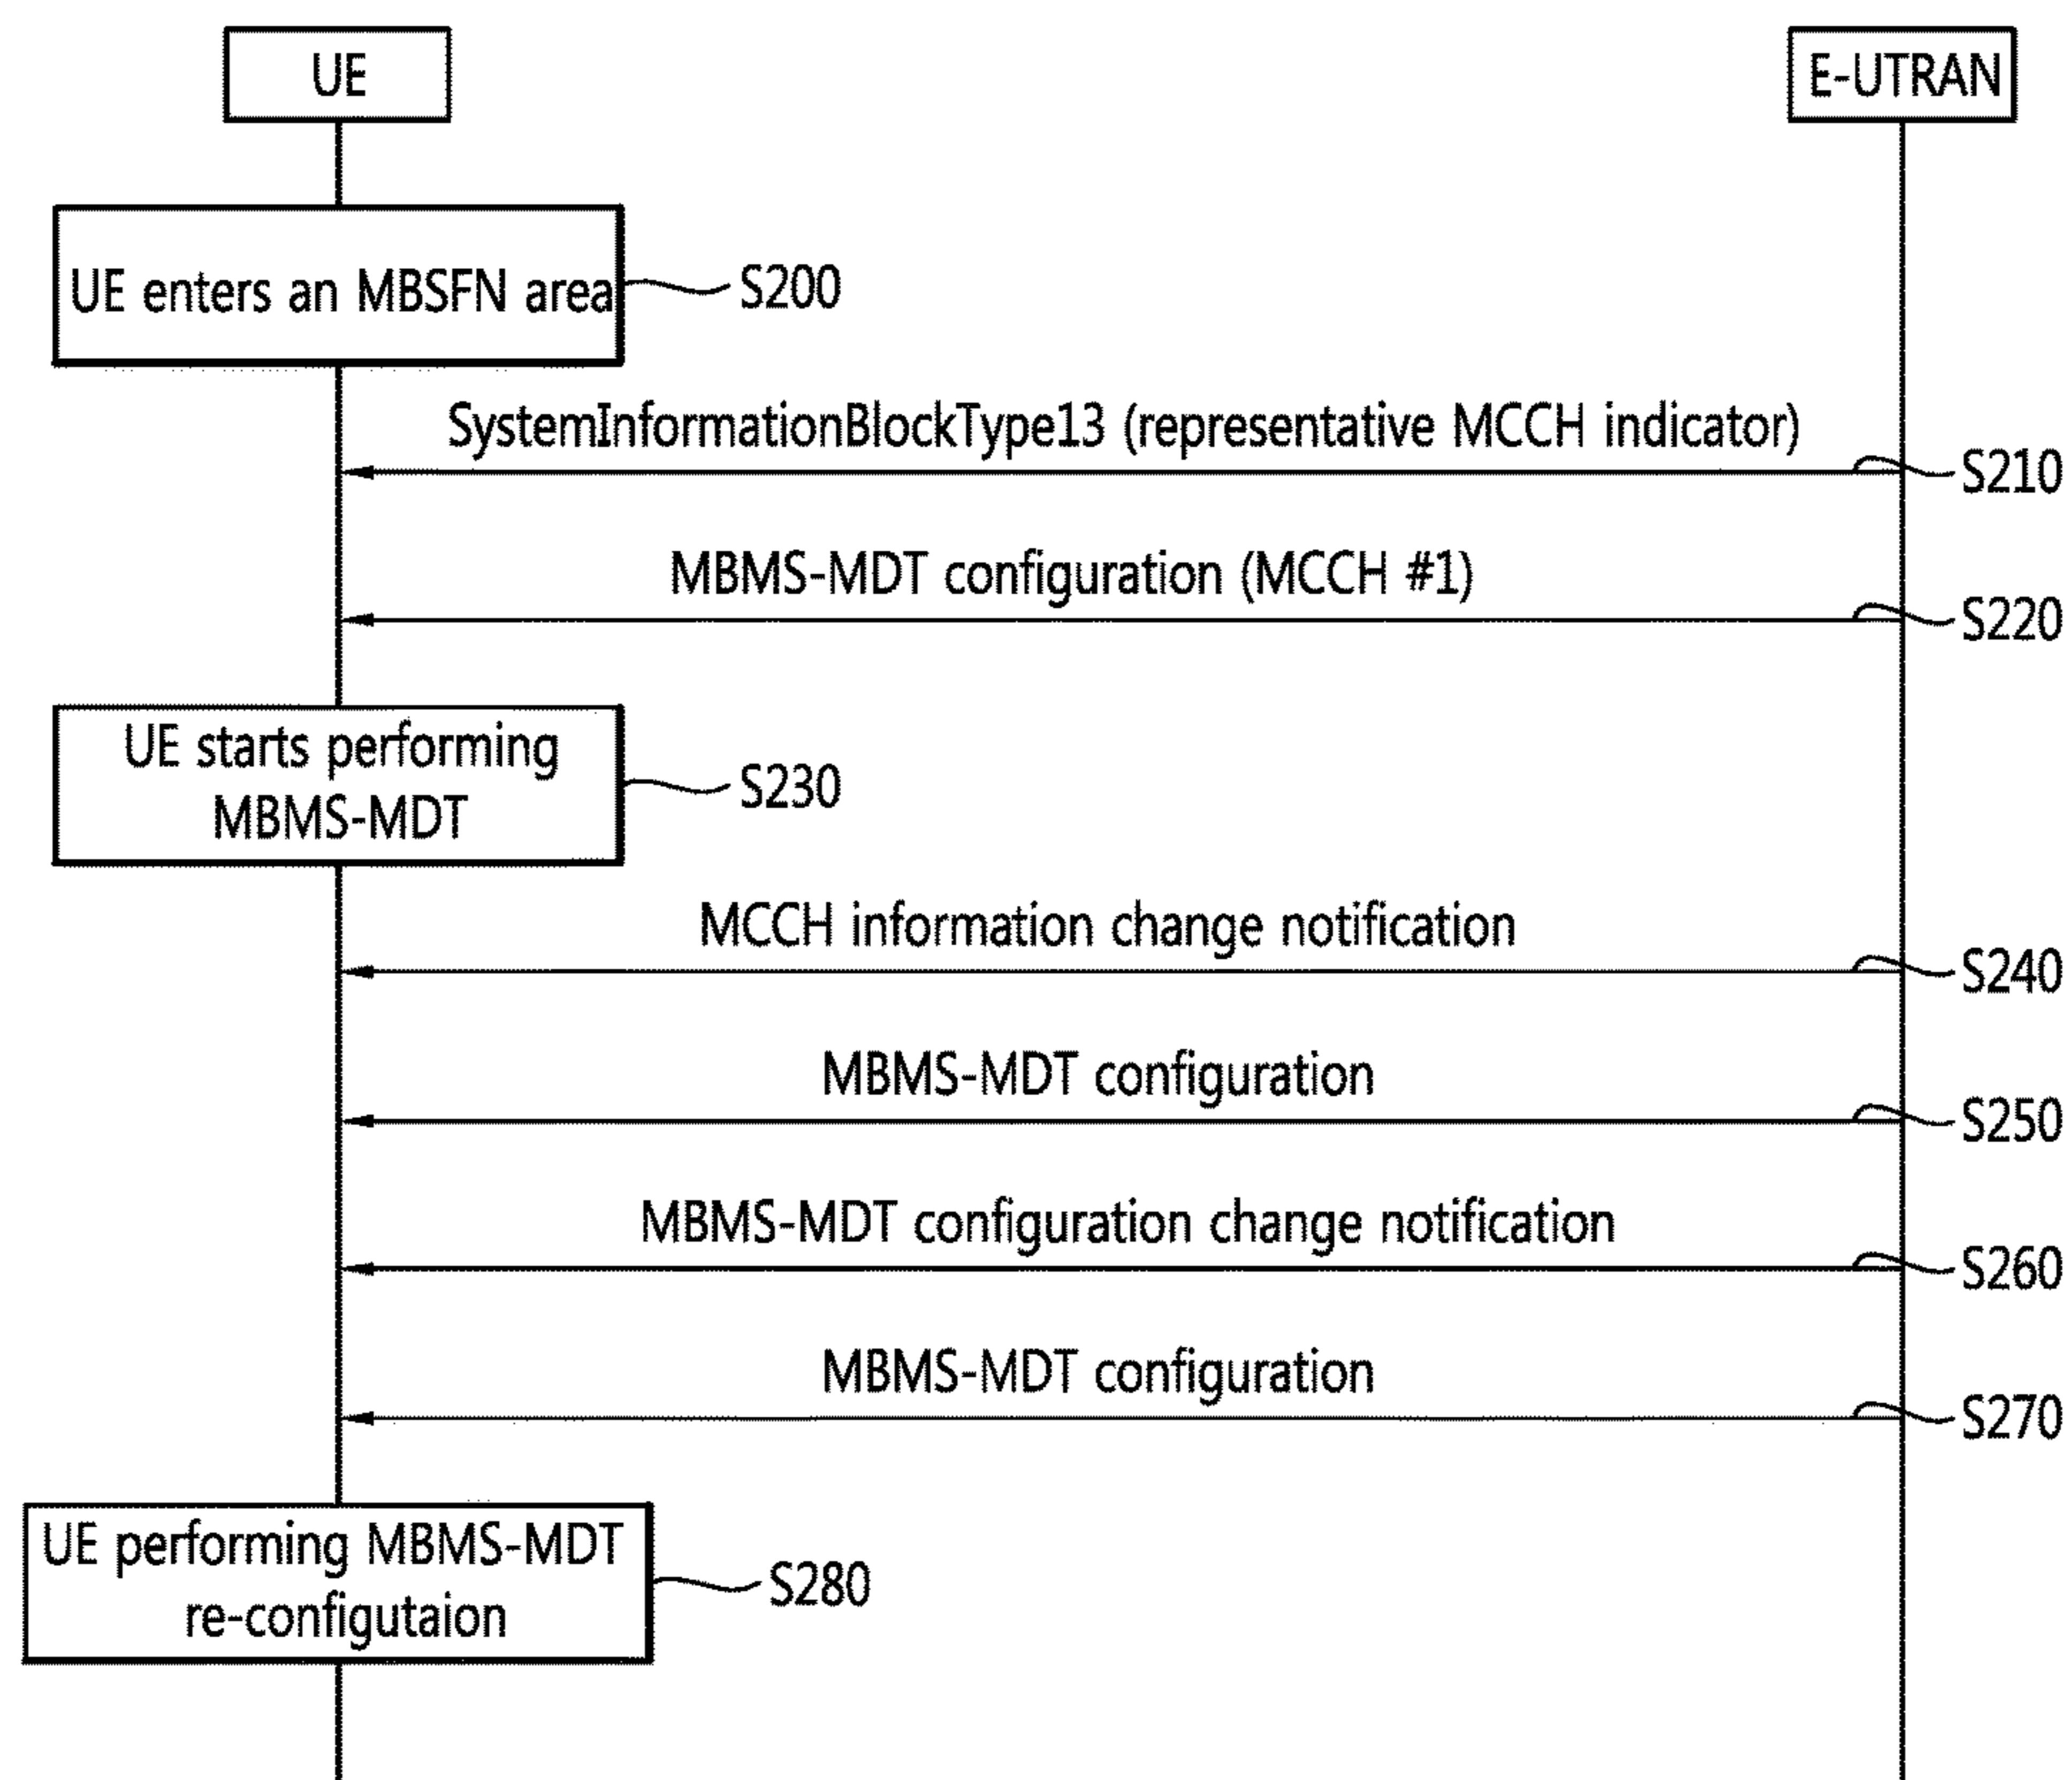 UE
E-UTRAN
UE enters an MBSFN area
S200
SystemInformationBlockType13 (representative MCCH indicator)
S210
MBMS-MDT configuration (MCCH #1)
S220
UE starts performing
MBMS-MDT
S230
MCCH information change notification
S240
MBMS-MDT configuration
S250
MBMS-MDT configuration change notification
S260
MBMS-MDT configuration
S270
UE performing MBMS-MDT
re-configutaion
S280